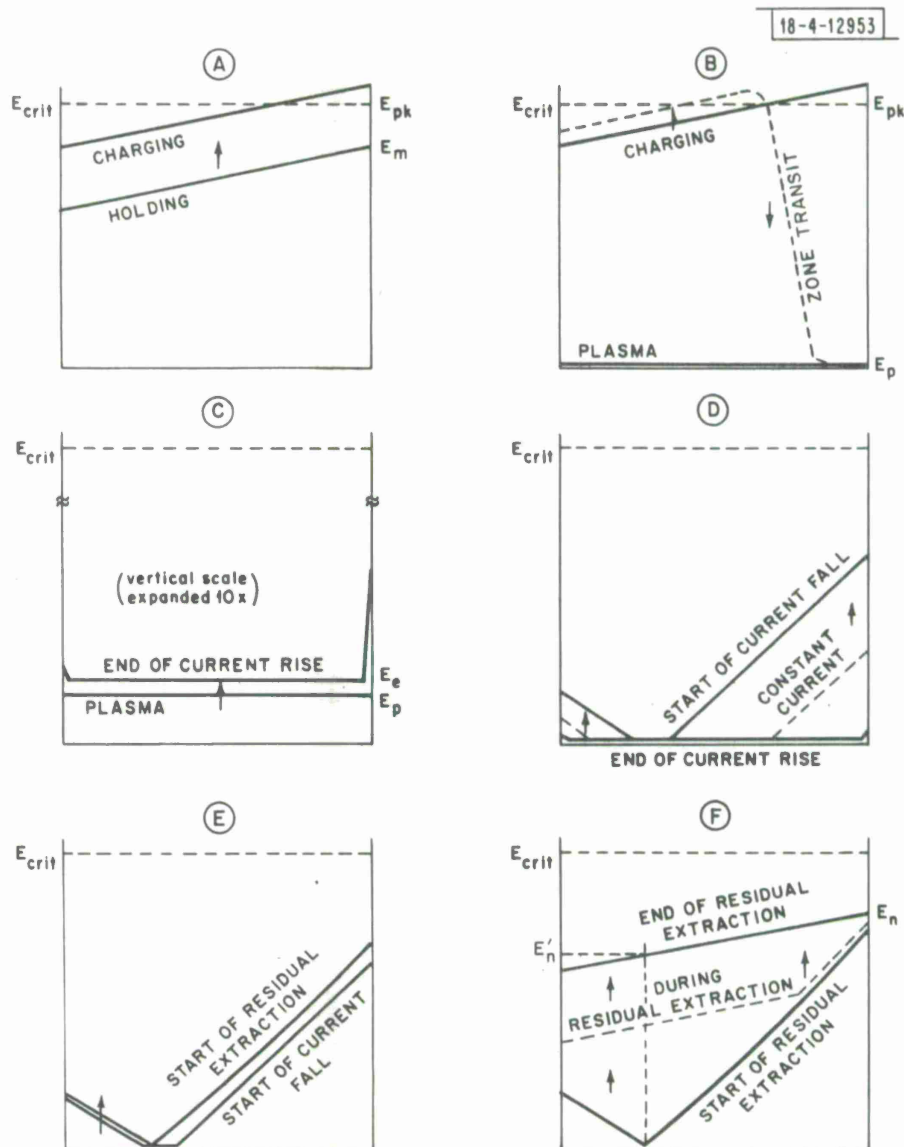 18-4-12953
A
E_crit
E_pk
E_m
CHARGING
HOLDING
B
E_crit
E_pk
CHARGING
ZONE TRANSIT
PLASMA
E_p
C
E_crit
(vertical scale
expanded 10x)
END OF CURRENT RISE
E_e
PLASMA
E_p
D
E_crit
START OF CURRENT FALL
CONSTANT
CURRENT
END OF CURRENT RISE
E
E_crit
START OF RESIDUAL
EXTRACTION
START OF CURRENT
FALL
F
E_crit
END OF RESIDUAL
EXTRACTION
E_n
E'_n
DURING
RESIDUAL EXTRACTION
START OF RESIDUAL
EXTRACTION